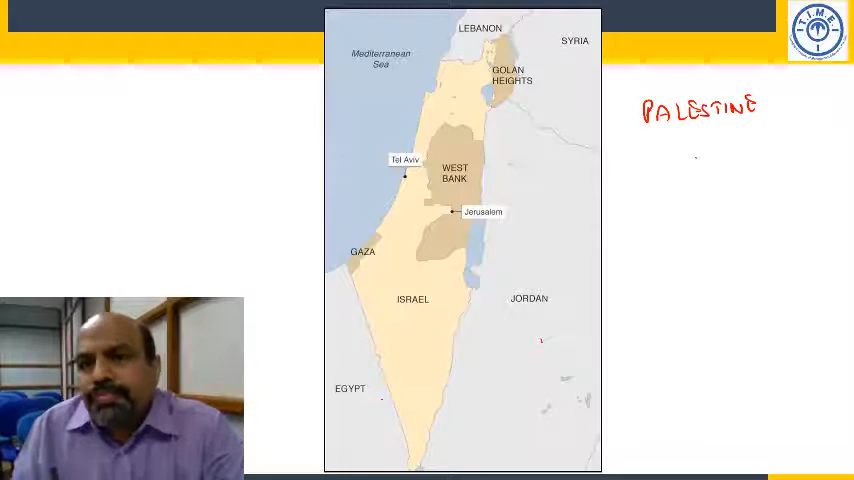 LEBANON
SYRIA
Mediterranean
Sea
GOLAN
HEIGHTS
PALESTINE
Tel Aviv
WEST
BANK
Jerusalem
GAZA
ISRAEL
JORDAN
EGYPT
T.I.M.E.